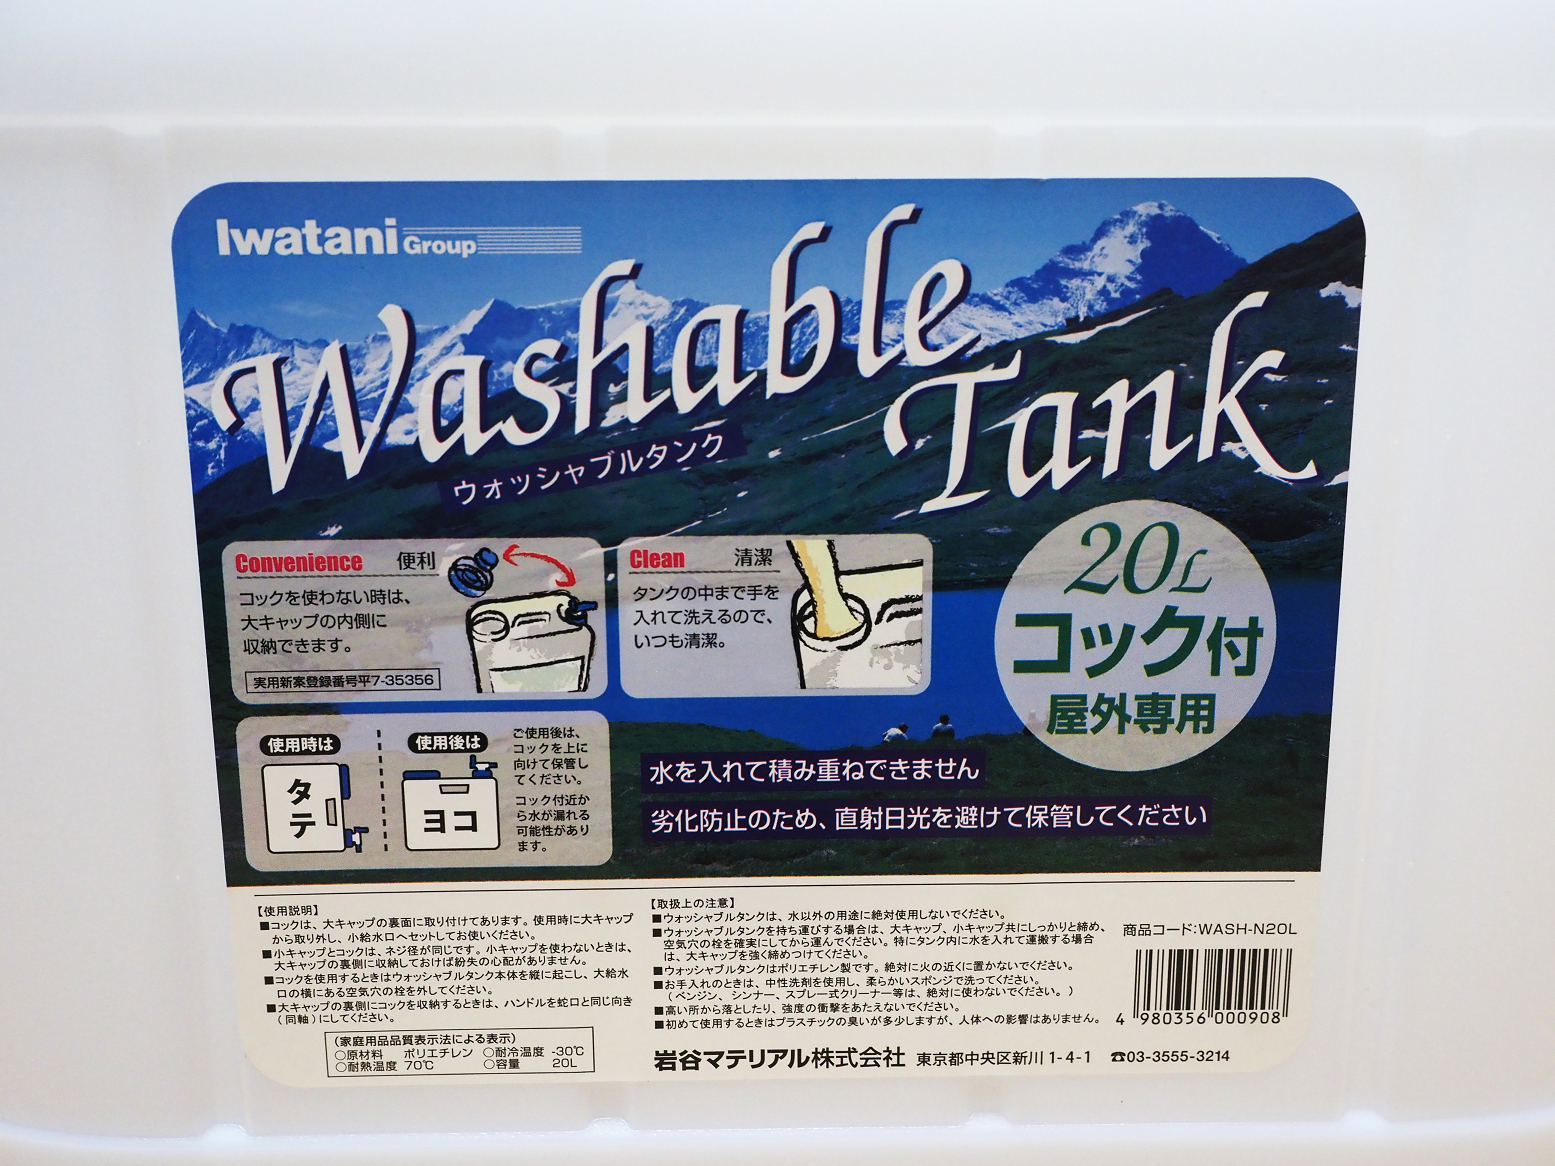 Iwatani Group
Washable
Tank
ウォッシャブルタンク
Convenience 便利
コックを使わない時は、
大キャップの内側に
収納できます。
実用新案登録番号平7-35356
Clean 清潔
タンクの中まで手を
入れて洗えるので、
いつも清潔。
20L
コック付
屋外専用
使用時は
タテ
使用後は
ヨコ
ご使用後は、
コックを上に
向けて保管し
てください。
コック付近か
ら水が漏れる
可能性があり
ます。
水を入れて積み重ねできません
劣化防止のため、直射日光を避けて保管してください
【使用説明】
■コックは、大キャップの裏面に取り付けてあります。使用時に大キャップ
から取り外し、小給水口へセットしてお使いください。
■小キャップとコックは、ネジ径が同じです。小キャップを使わないときは、
大キャップの裏側に収納しておけば紛失の心配がありません。
■コックを使用するときはウォッシャブルタンク本体を縦に起こし、大給水
口の横にある空気穴の栓を外してください。
■大キャップの裏側にコックを収納するときは、ハンドルを蛇口と同じ向き
(同軸)にしてください。
(家庭用品品質表示法による表示)
○原材料 ポリエチレン ○耐冷温度 -30℃
○耐熱温度 70℃ ○容量 20L
【取扱上の注意】
■ウォッシャブルタンクは、水以外の用途に絶対使用しないでください。
■ウォッシャブルタンクを持ち運びする場合は、大キャップ、小キャップ共にしっかりと締め、
空気穴の栓を確実にしてから運んでください。特にタンク内に水を入れて運搬する場合
は、大キャップを強く締めつけてください。
■ウォッシャブルタンクはポリエチレン製です。絶対に火の近くに置かないでください。
■お手入れのときは、中性洗剤を使用し、柔らかいスポンジで洗ってください。
(ベンジン、シンナー、スプレー式クリーナー等は、絶対に使わないでください。)
■高い所から落としたり、強度の衝撃をあたえないでください。
■初めて使用するときはプラスチックの臭いが多少しますが、人体への影響はありません。
商品コード:WASH-N20L
4 980356 000908
岩谷マテリアル株式会社 東京都中央区新川1-4-1 ☎03-3555-3214